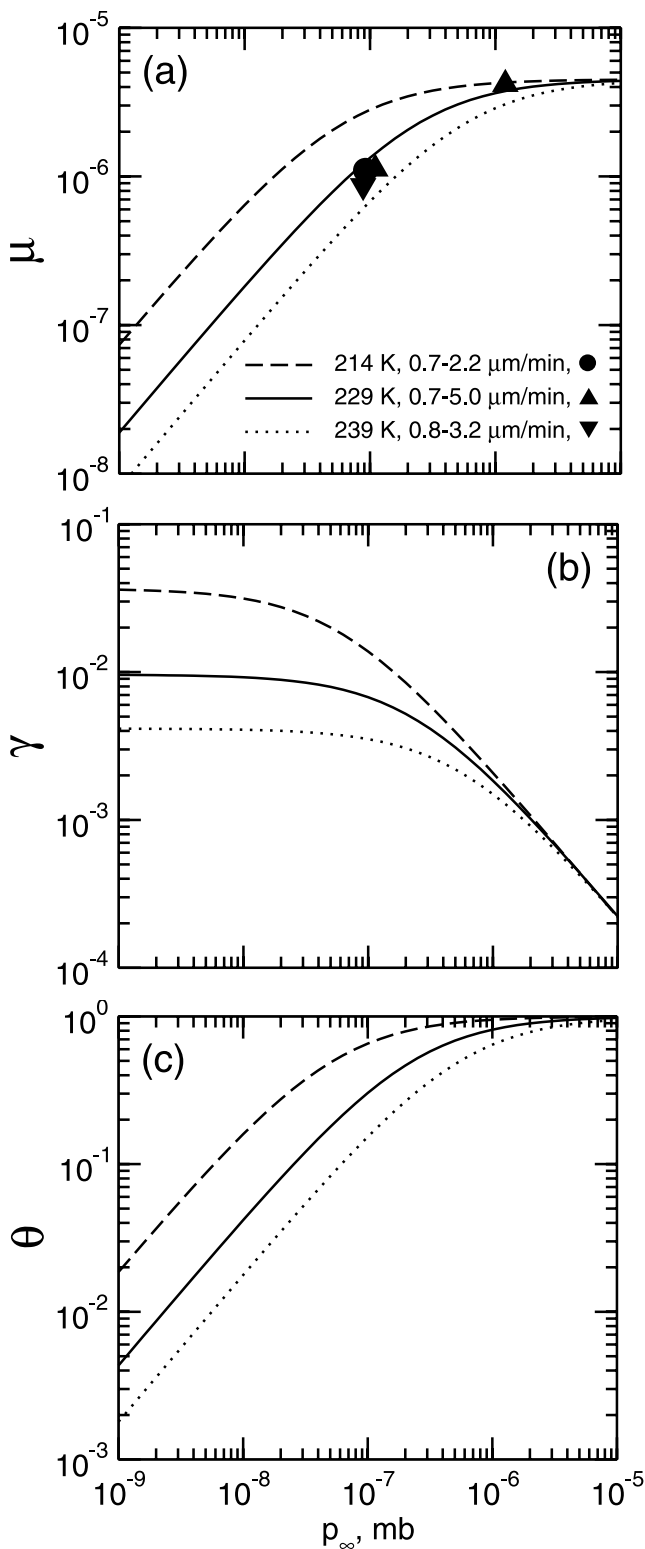 10⁻⁵
(a)
10⁻⁶
μ
10⁻⁷
214 K, 0.7-2.2 μm/min, ●
229 K, 0.7-5.0 μm/min, ▲
239 K, 0.8-3.2 μm/min, ▼
10⁻⁸
10⁻¹
(b)
10⁻²
γ
10⁻³
10⁻⁴
10⁰
(c)
10⁻¹
θ
10⁻²
10⁻³
10⁻⁹ 10⁻⁸ 10⁻⁷ 10⁻⁶ 10⁻⁵
p∞, mb